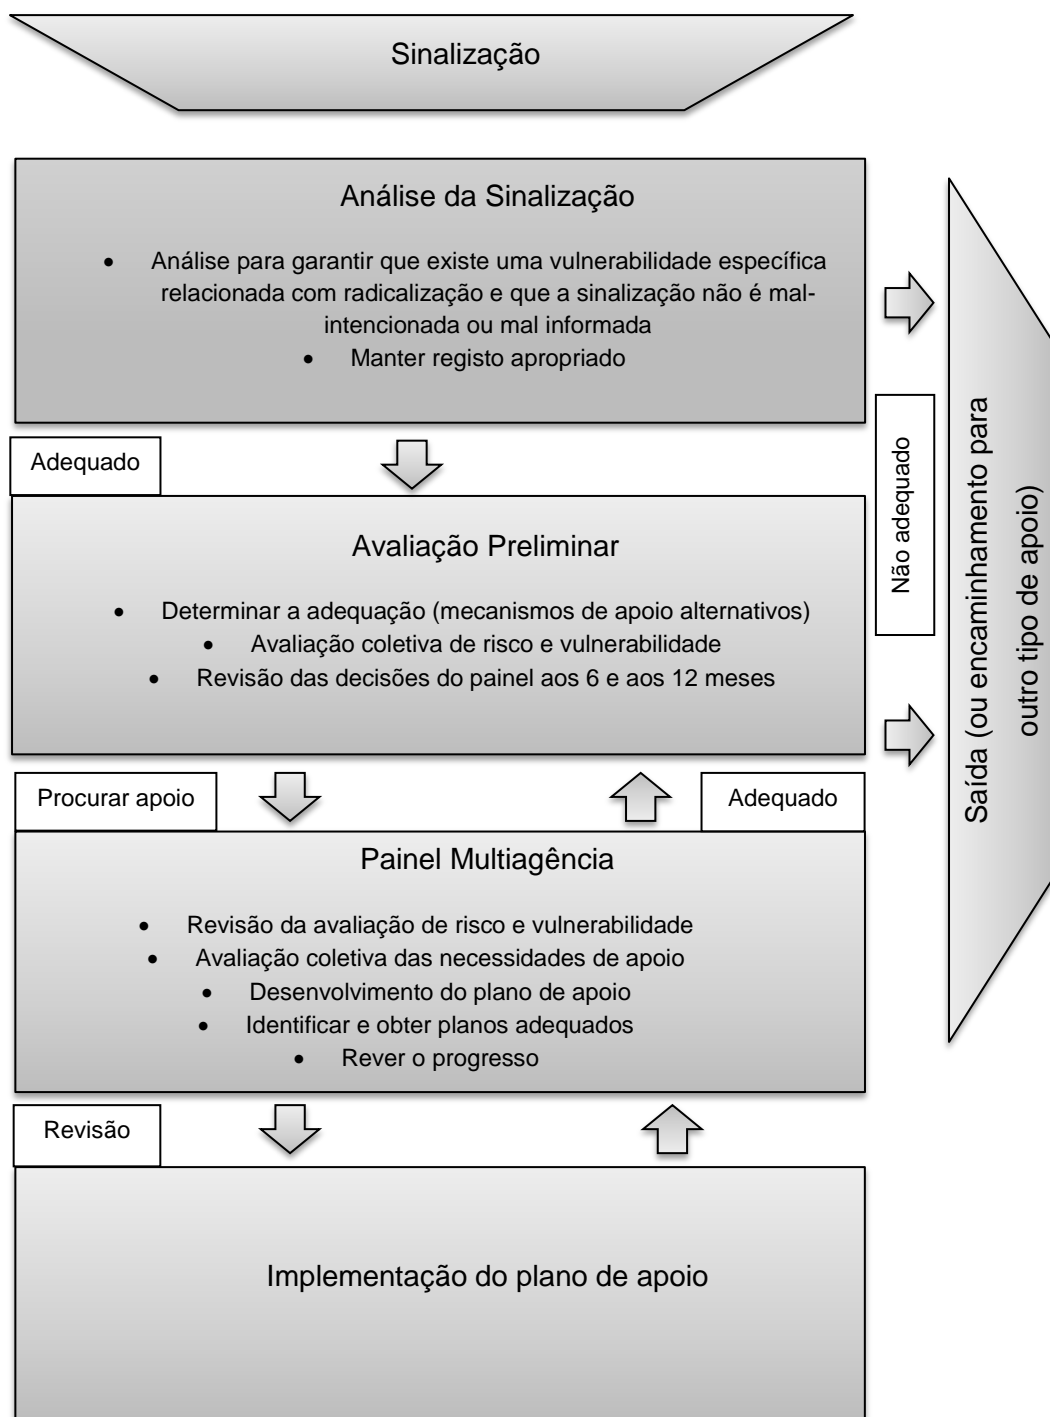 Sinalização
Análise da Sinalização
• Análise para garantir que existe uma vulnerabilidade específica
relacionada com radicalização e que a sinalização não é mal-
intencionada ou mal informada
• Manter registo apropriado
Adequado
Não adequado
Saída (ou encaminhamento para
outro tipo de apoio)
Avaliação Preliminar
• Determinar a adequação (mecanismos de apoio alternativos)
• Avaliação coletiva de risco e vulnerabilidade
• Revisão das decisões do painel aos 6 e aos 12 meses
Procurar apoio
Adequado
Painel Multiagência
• Revisão da avaliação de risco e vulnerabilidade
• Avaliação coletiva das necessidades de apoio
• Desenvolvimento do plano de apoio
• Identificar e obter planos adequados
• Rever o progresso
Revisão
Implementação do plano de apoio